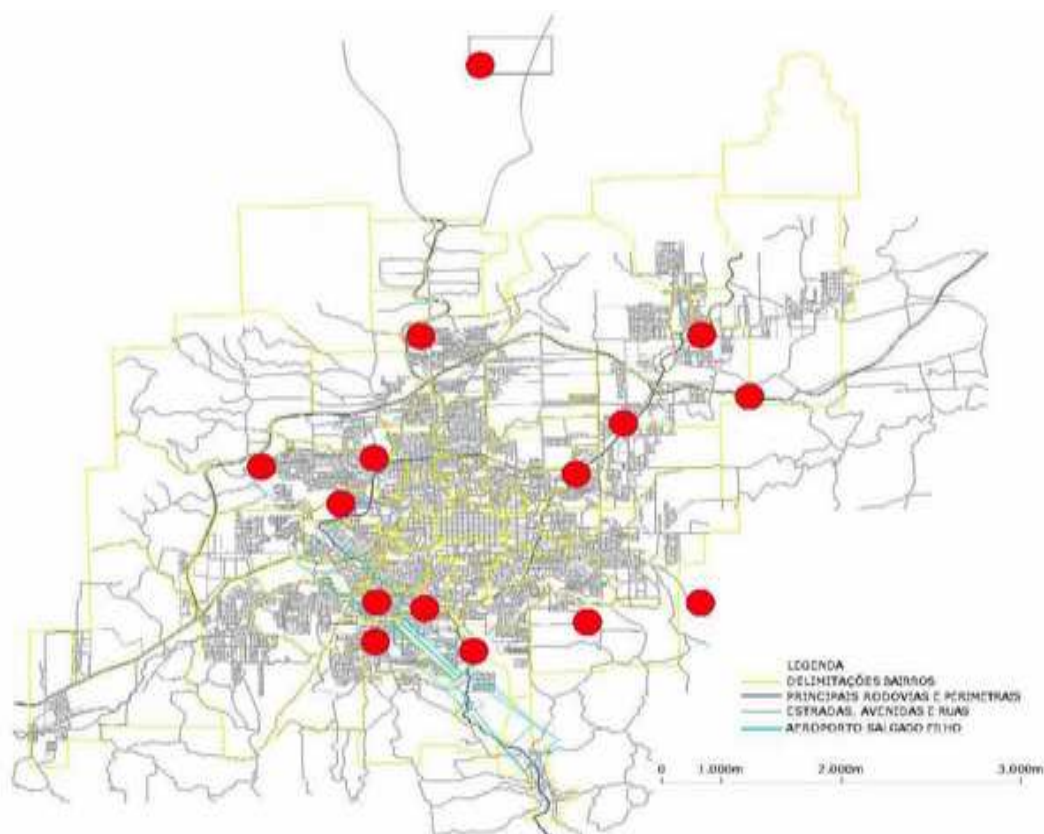 LEGENDA
DELIMITAÇÕES BAIRROS
PRINCIPAIS RODOVIAS E PERIMETRAIS
ESTRADAS, AVENIDAS E RUAS
AEROPORTO SALGADO FILHO
0 1.000m 2.000m 3.000m